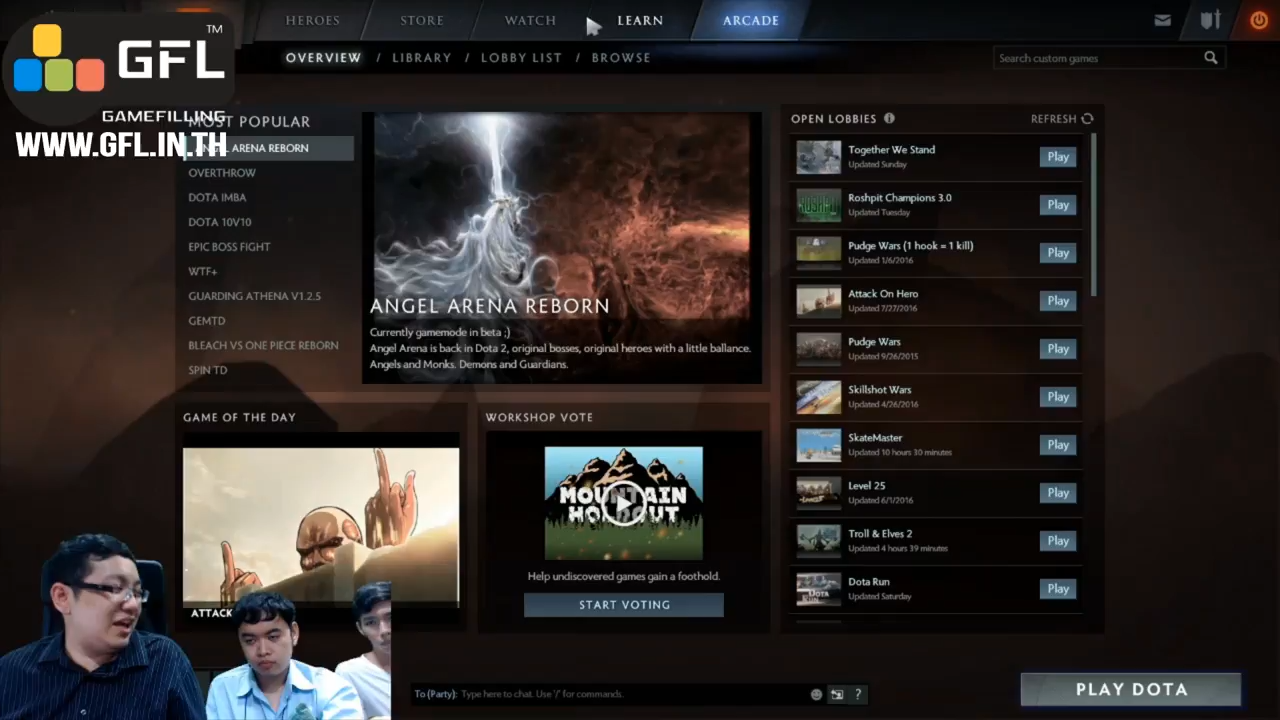 HEROES
STORE
WATCH
LEARN
ARCADE
GFL™
GAMEFILLING
WWW.GFL.IN.TH
OVERVIEW / LIBRARY / LOBBY LIST / BROWSE
Search custom games
MOST POPULAR
ANGEL ARENA REBORN
OVERTHROW
DOTA IMBA
DOTA 10V10
EPIC BOSS FIGHT
WTF+
GUARDING ATHENA V1.2.5
GEMTD
BLEACH VS ONE PIECE REBORN
SPIN TD
ANGEL ARENA REBORN
Currently gamemode in beta ;)
Angel Arena is back in Dota 2, original bosses, original heroes with a little ballance.
Angels and Monks. Demons and Guardians.
OPEN LOBBIES
REFRESH
Together We Stand
Updated Sunday
Play
Roshpit Champions 3.0
Updated Tuesday
Play
Pudge Wars (1 hook = 1 kill)
Updated 1/6/2016
Play
Attack On Hero
Updated 7/27/2016
Play
Pudge Wars
Updated 9/26/2015
Play
Skillshot Wars
Updated 4/26/2016
Play
SkateMaster
Updated 10 hours 30 minutes
Play
Level 25
Updated 6/1/2016
Play
Troll & Elves 2
Updated 4 hours 39 minutes
Play
Dota Run
Updated Saturday
Play
GAME OF THE DAY
ATTACK
WORKSHOP VOTE
MOUNTAIN
Help undiscovered games gain a foothold.
START VOTING
To (Party): Type here to chat. Use '/' for commands.
?
PLAY DOTA